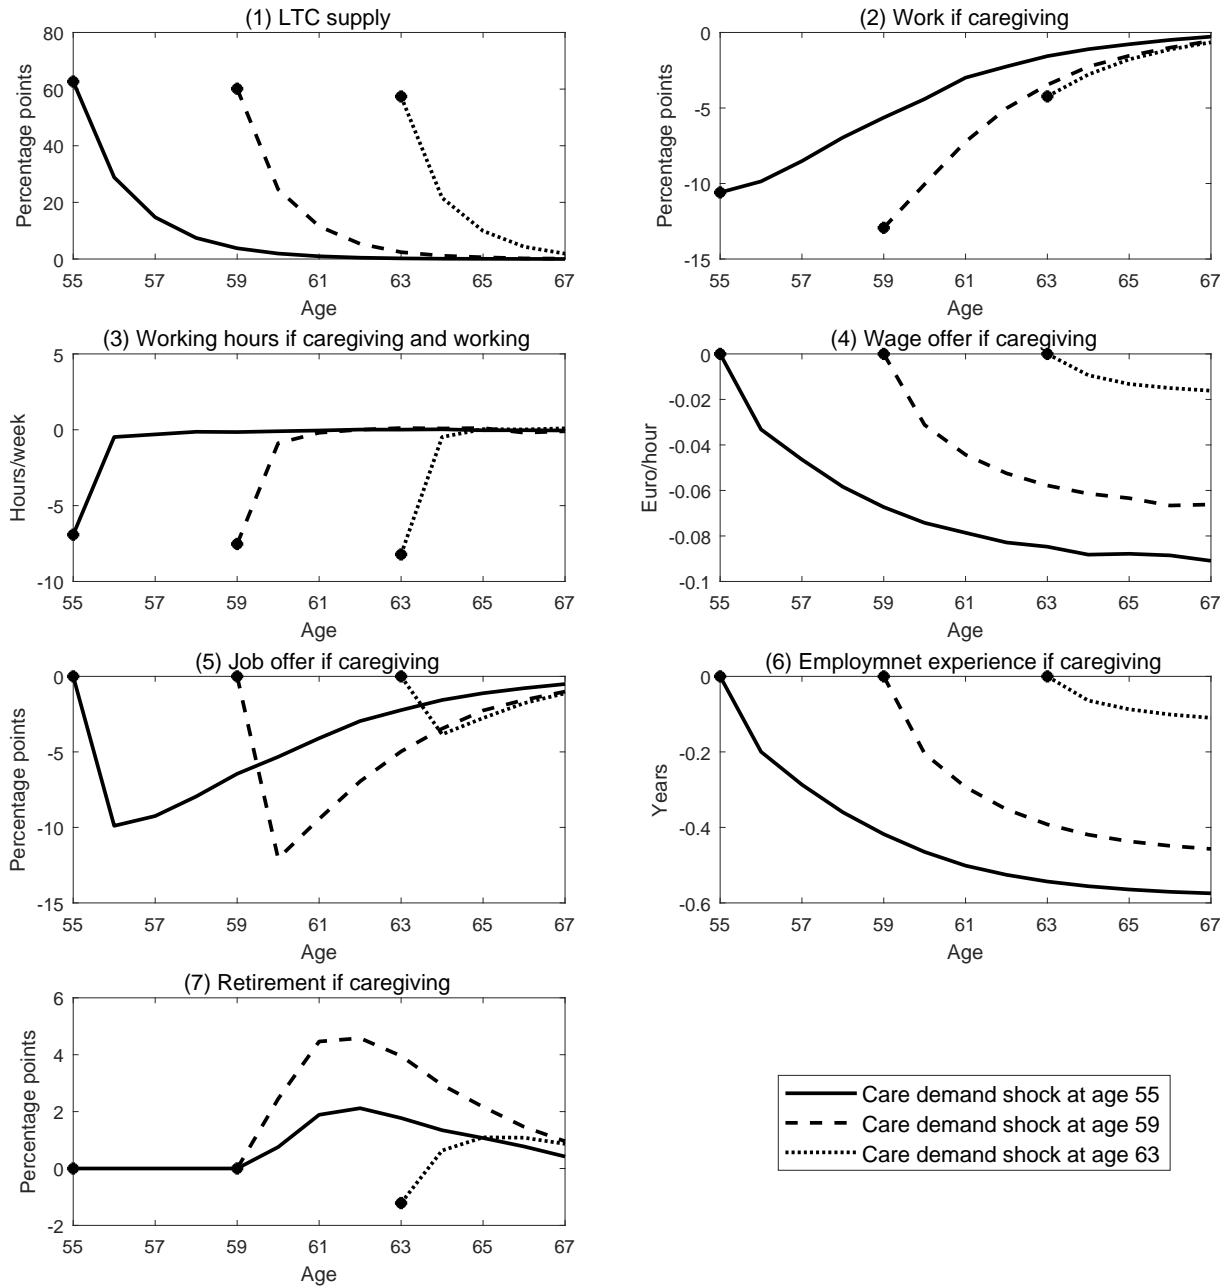 (1) LTC supply
80
60
40
20
0
Percentage points
55 57 59 61 63 65 67
Age
(2) Work if caregiving
0
-5
-10
-15
Percentage points
55 57 59 61 63 65 67
Age
(3) Working hours if caregiving and working
5
0
-5
-10
Hours/week
55 57 59 61 63 65 67
Age
(4) Wage offer if caregiving
0
-0.02
-0.04
-0.06
-0.08
-0.1
Euro/hour
55 57 59 61 63 65 67
Age
(5) Job offer if caregiving
0
-5
-10
-15
Percentage points
55 57 59 61 63 65 67
Age
(6) Employmnet experience if caregiving
0
-0.2
-0.4
-0.6
Years
55 57 59 61 63 65 67
Age
(7) Retirement if caregiving
6
4
2
0
-2
Percentage points
55 57 59 61 63 65 67
Age
Care demand shock at age 55
Care demand shock at age 59
Care demand shock at age 63